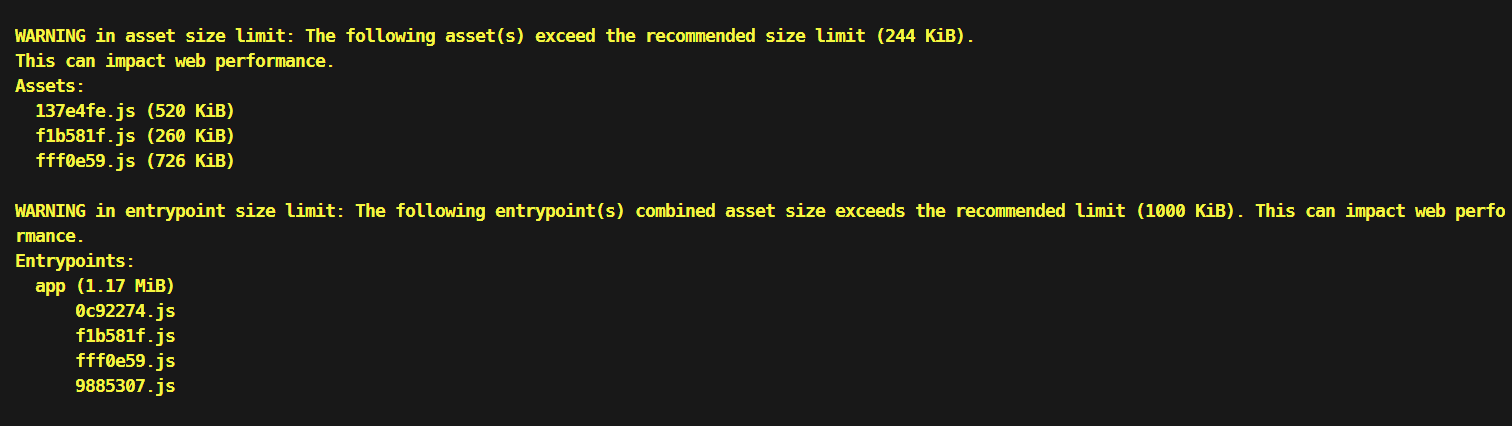 WARNING in asset size limit: The following asset(s) exceed the recommended size limit (244 KiB).
This can impact web performance.
Assets:
  137e4fe.js (520 KiB)
  f1b581f.js (260 KiB)
  fff0e59.js (726 KiB)

WARNING in entrypoint size limit: The following entrypoint(s) combined asset size exceeds the recommended limit (1000 KiB). This can impact web perfo
rmance.
Entrypoints:
  app (1.17 MiB)
      0c92274.js
      f1b581f.js
      fff0e59.js
      9885307.js